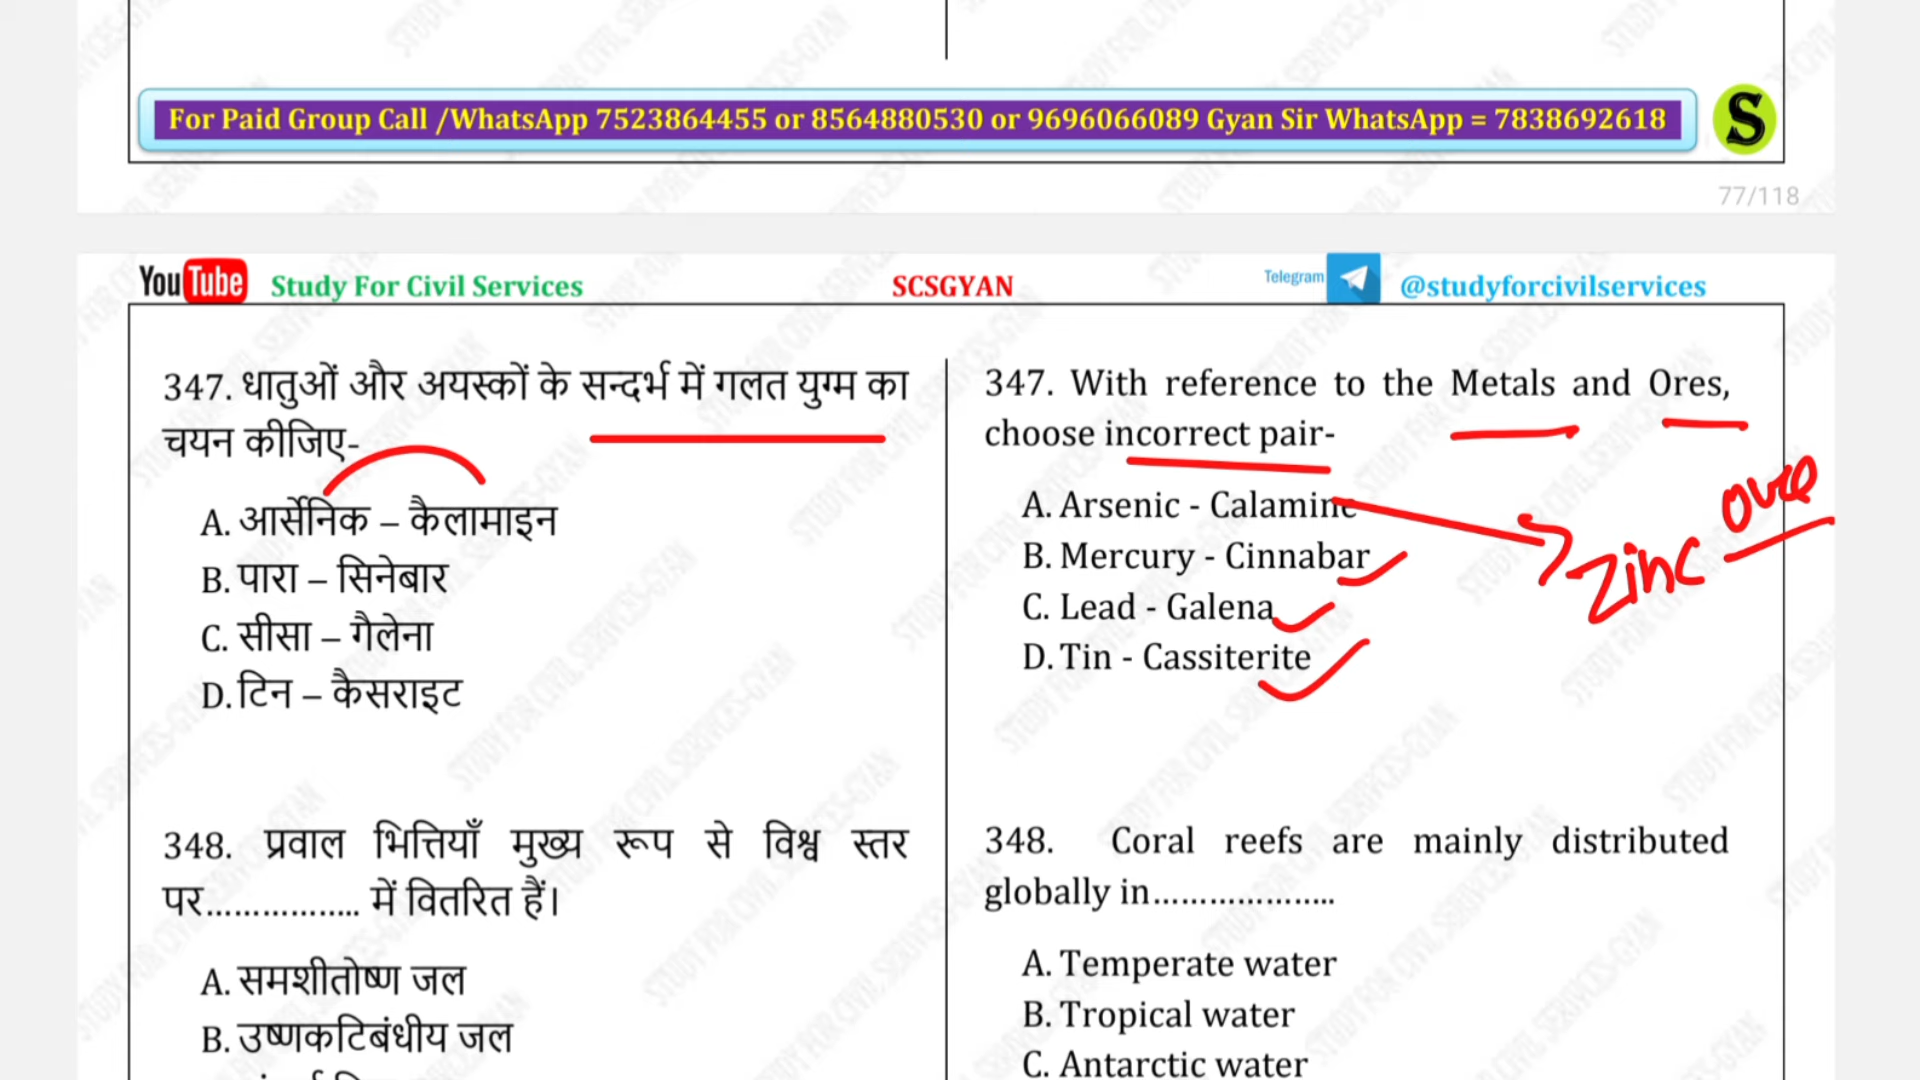 For Paid Group Call /WhatsApp 7523864455 or 8564880530 or 9696066089 Gyan Sir WhatsApp = 7838692618
S
77/118
YouTube Study For Civil Services SCSGYAN Telegram @studyforcivilservices
347. धातुओं और अयस्कों के सन्दर्भ में गलत युग्म का
चयन कीजिए-
A. आर्सेनिक – कैलामाइन
B. पारा – सिनेबार
C. सीसा – गैलेना
D. टिन – कैसराइट
348. प्रवाल भित्तियाँ मुख्य रूप से विश्व स्तर
पर................. में वितरित हैं।
A. समशीतोष्ण जल
B. उष्णकटिबंधीय जल
347. With reference to the Metals and Ores,
choose incorrect pair-
A. Arsenic - Calamine
B. Mercury - Cinnabar
C. Lead - Galena
D. Tin - Cassiterite
Zinc ore
348. Coral reefs are mainly distributed
globally in...................
A. Temperate water
B. Tropical water
C. Antarctic water